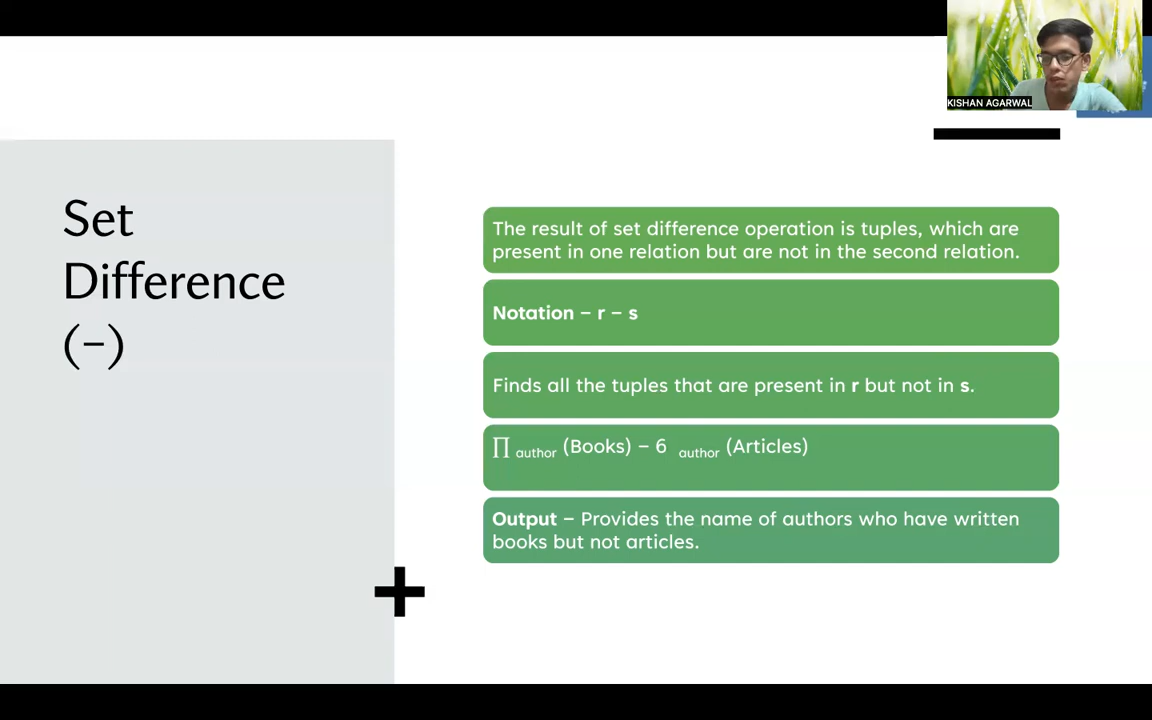 KISHAN AGARWAL
Set
Difference
(−)
The result of set difference operation is tuples, which are
present in one relation but are not in the second relation.
Notation − r − s
Finds all the tuples that are present in r but not in s.
∏ author (Books) − 6 author (Articles)
Output − Provides the name of authors who have written
books but not articles.